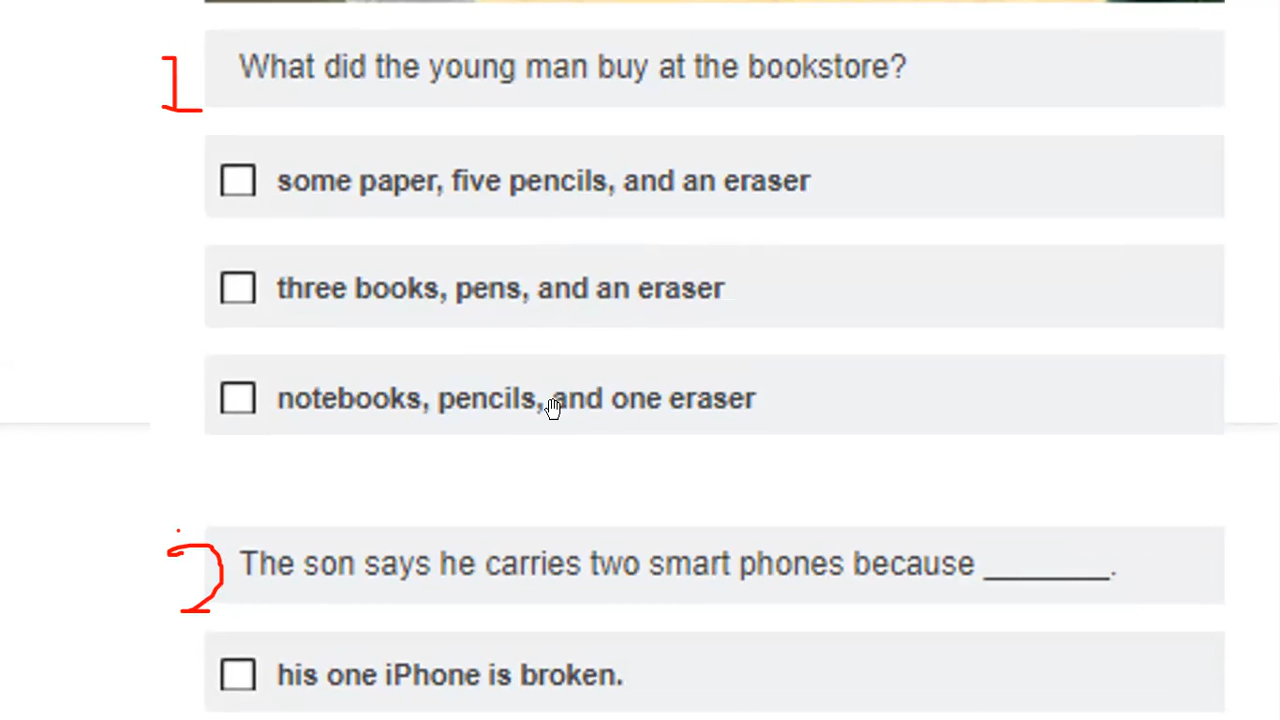 1
What did the young man buy at the bookstore?
some paper, five pencils, and an eraser
three books, pens, and an eraser
notebooks, pencils, and one eraser
2
The son says he carries two smart phones because ________.
his one iPhone is broken.